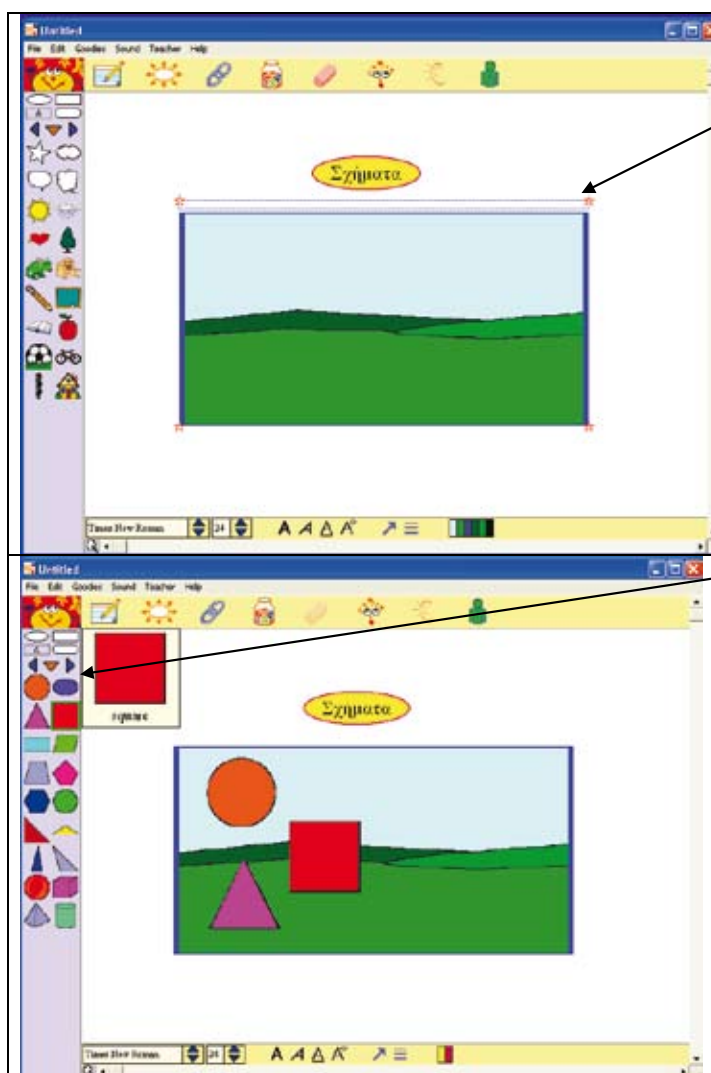 Untitled
File Edit Goodies Sound Teacher Help
A
Σχήματα
Times New Roman 24 A A A A
Untitled
File Edit Goodies Sound Teacher Help
A
square
Σχήματα
Times New Roman 24 A A A A